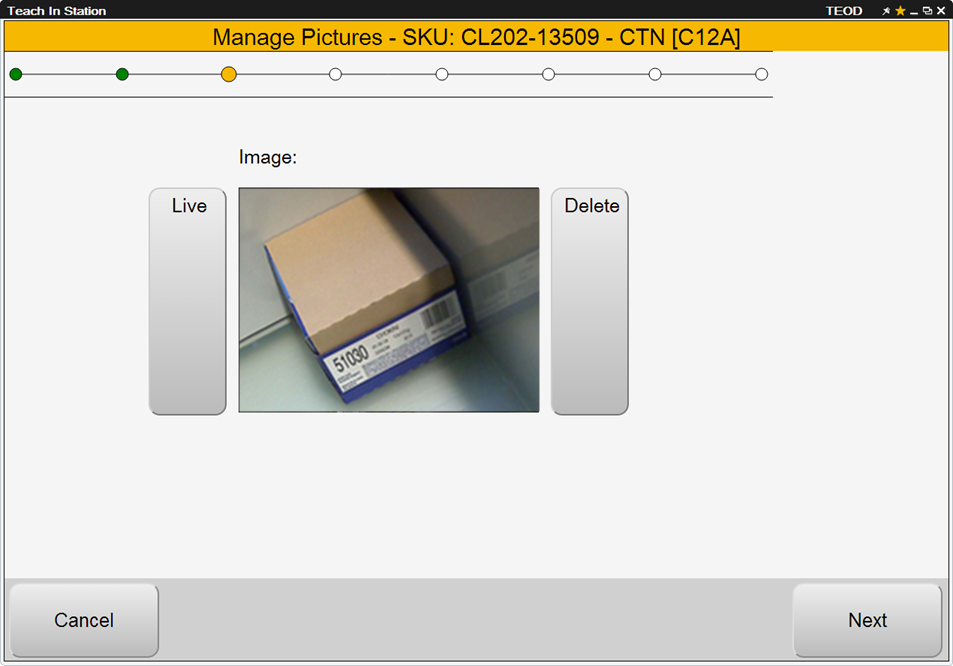 Teach In Station TEOD
Manage Pictures - SKU: CL202-13509 - CTN [C12A]
Image:
Live
Delete
51030
Cancel Next